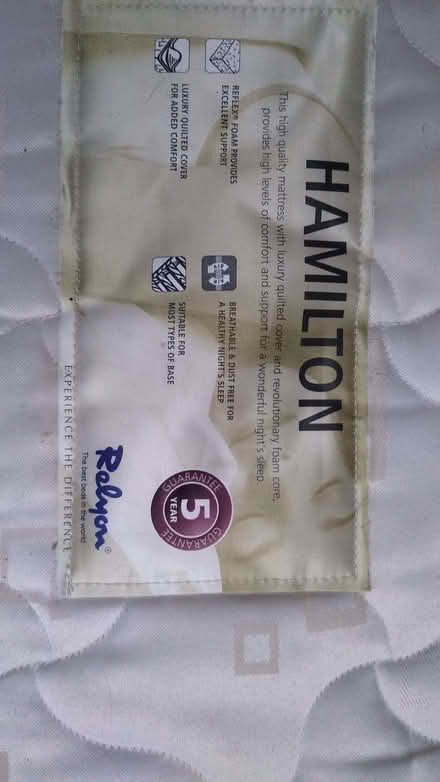 HAMILTON
This high quality mattress with luxury quilted cover and revolutionary foam core,
provides high levels of comfort and support for a wonderful night's sleep
REFLEX® FOAM PROVIDES
EXCELLENT SUPPORT
BREATHABLE & DUST FREE FOR
A HEALTHY NIGHT'S SLEEP
LUXURY QUILTED COVER
FOR ADDED COMFORT
SUITABLE FOR
MOST TYPES OF BASE
GUARANTEE
5
YEAR
GUARANTEE
Relyon®
The best beds in the world
EXPERIENCE THE DIFFERENCE